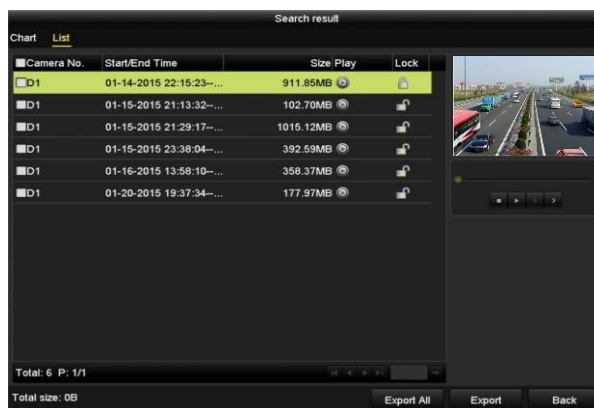 Search result
Chart List
Camera No. Start/End Time Size Play Lock
D1 01-14-2015 22:15:23--... 911.85MB
D1 01-15-2015 21:13:32--... 102.70MB
D1 01-15-2015 21:29:17--... 1015.12MB
D1 01-15-2015 23:38:04--... 392.59MB
D1 01-16-2015 13:58:10--... 358.37MB
D1 01-20-2015 19:37:34--... 177.97MB
Total: 6 P: 1/1
Total size: 0B Export All Export Back